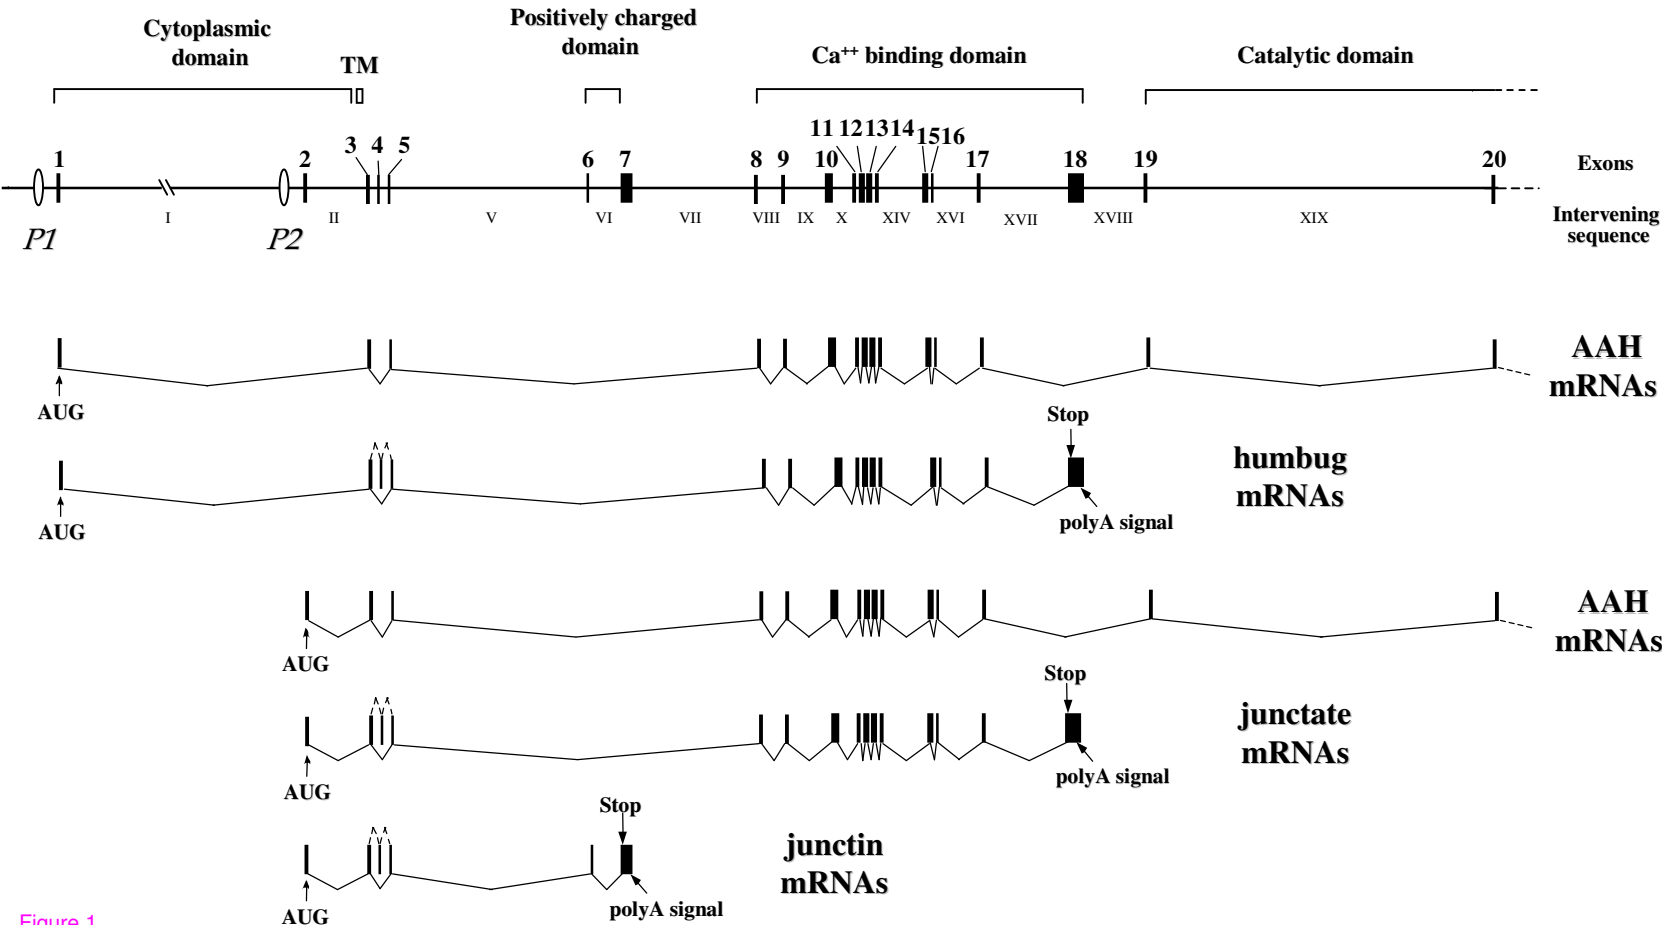 Cytoplasmic
domain
TM
Positively charged
domain
Ca++ binding domain
Catalytic domain
1 2 3 4 5 6 7 8 9 10 11 12 13 14 15 16 17 18 19 20 Exons
I II V VI VII VIII IX X XIV XVI XVII XVIII XIX Intervening
sequence
P1 P2
AUG
AAH
mRNAs
AUG
Stop
polyA signal
humbug
mRNAs
AUG
AAH
mRNAs
AUG
Stop
polyA signal
junctate
mRNAs
AUG
Stop
polyA signal
junctin
mRNAs
Figure 1